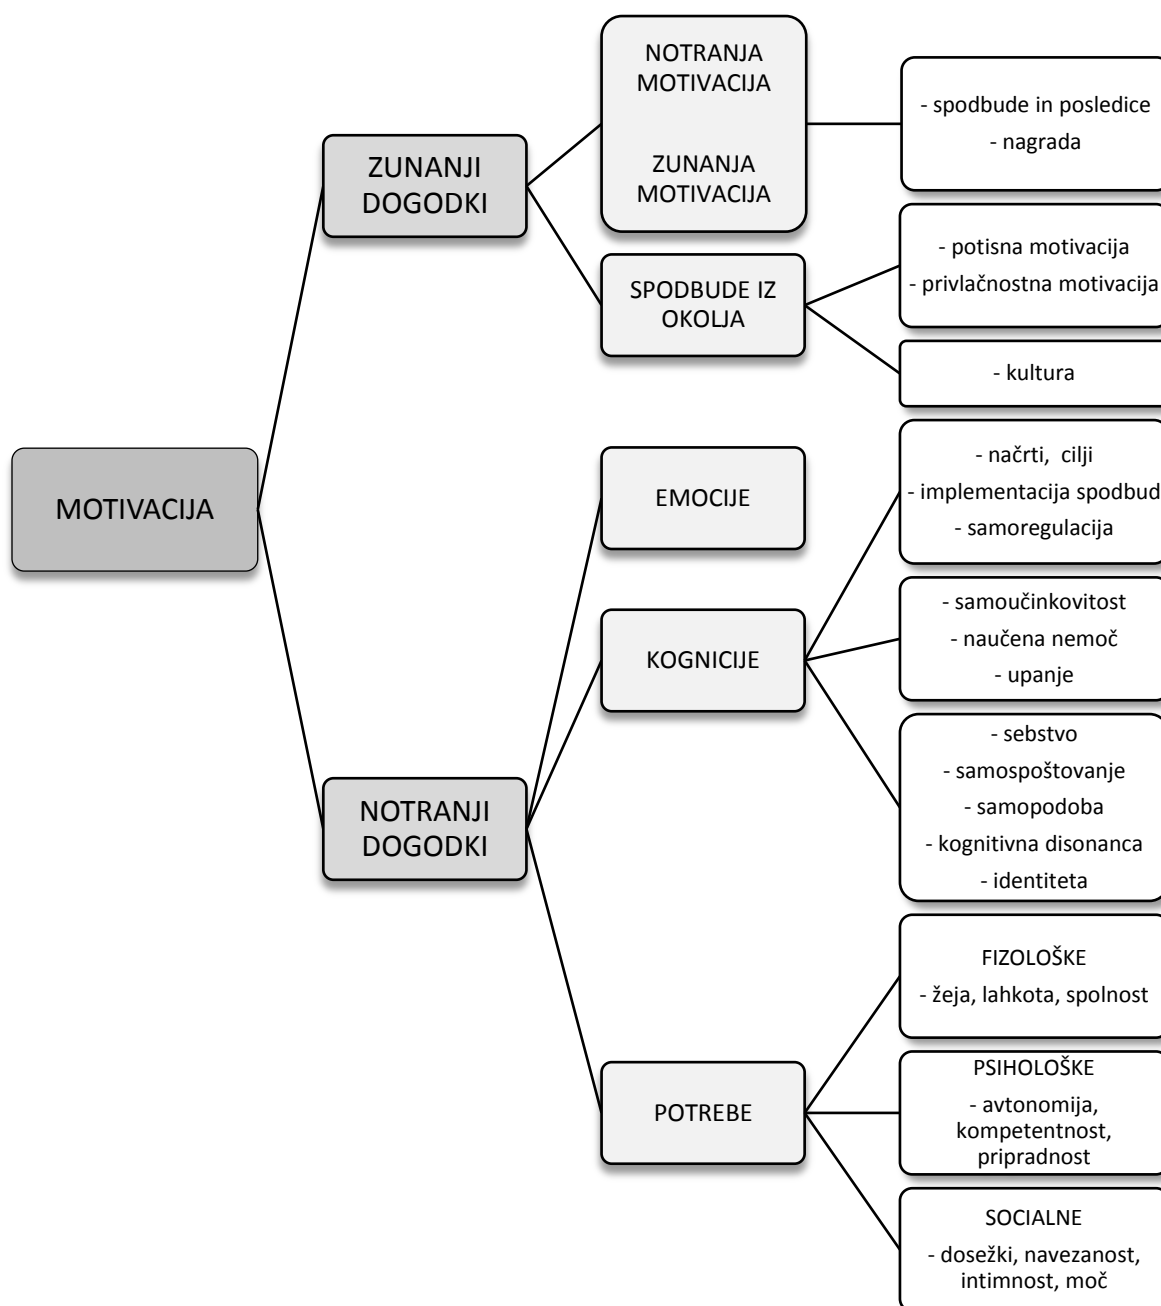 MOTIVACIJA
ZUNANJI
DOGODKI
NOTRANJA
MOTIVACIJA
ZUNANJA
MOTIVACIJA
- spodbude in posledice
- nagrada
SPODBUDE IZ
OKOLJA
- potisna motivacija
- privlačnostna motivacija
- kultura
NOTRANJI
DOGODKI
EMOCIJE
KOGNICIJE
- načrti, cilji
- implementacija spodbud
- samoregulacija
- samoučinkovitost
- naučena nemoč
- upanje
- sebstvo
- samospoštovanje
- samopodoba
- kognitivna disonanca
- identiteta
POTREBE
FIZOLOŠKE
- žeja, lahkota, spolnost
PSIHOLOŠKE
- avtonomija,
kompetentnost,
pripradnost
SOCIALNE
- dosežki, navezanost,
intimnost, moč